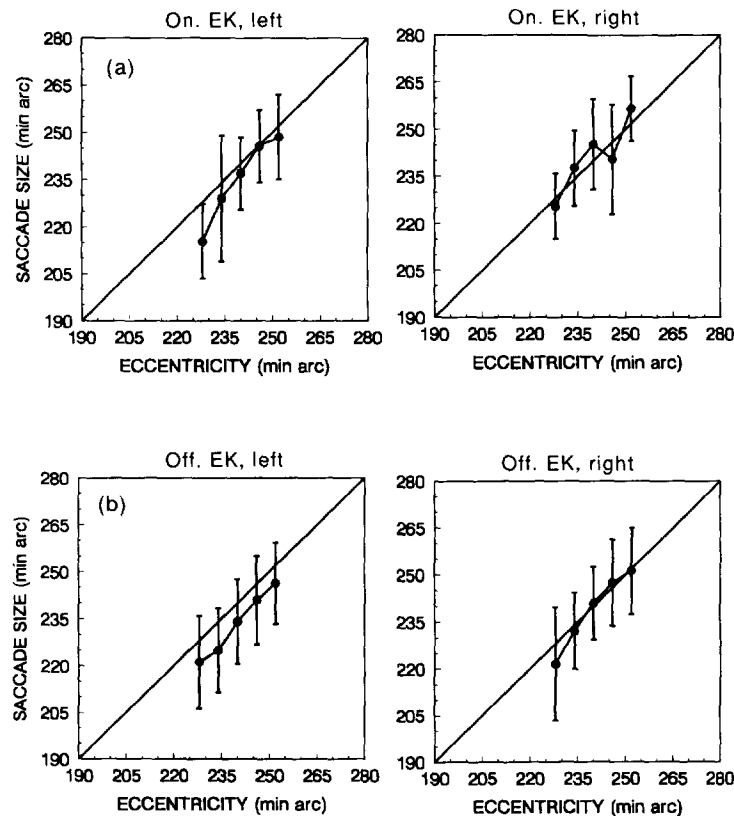 On. EK, left
(a)
SACCADE SIZE (min arc)
280
265
250
235
220
205
190
190 205 220 235 250 265 280
ECCENTRICITY (min arc)
On. EK, right
280
265
250
235
220
205
190
190 205 220 235 250 265 280
ECCENTRICITY (min arc)
Off. EK, left
(b)
SACCADE SIZE (min arc)
280
265
250
235
220
205
190
190 205 220 235 250 265 280
ECCENTRICITY (min arc)
Off. EK, right
280
265
250
235
220
205
190
190 205 220 235 250 265 280
ECCENTRICITY (min arc)